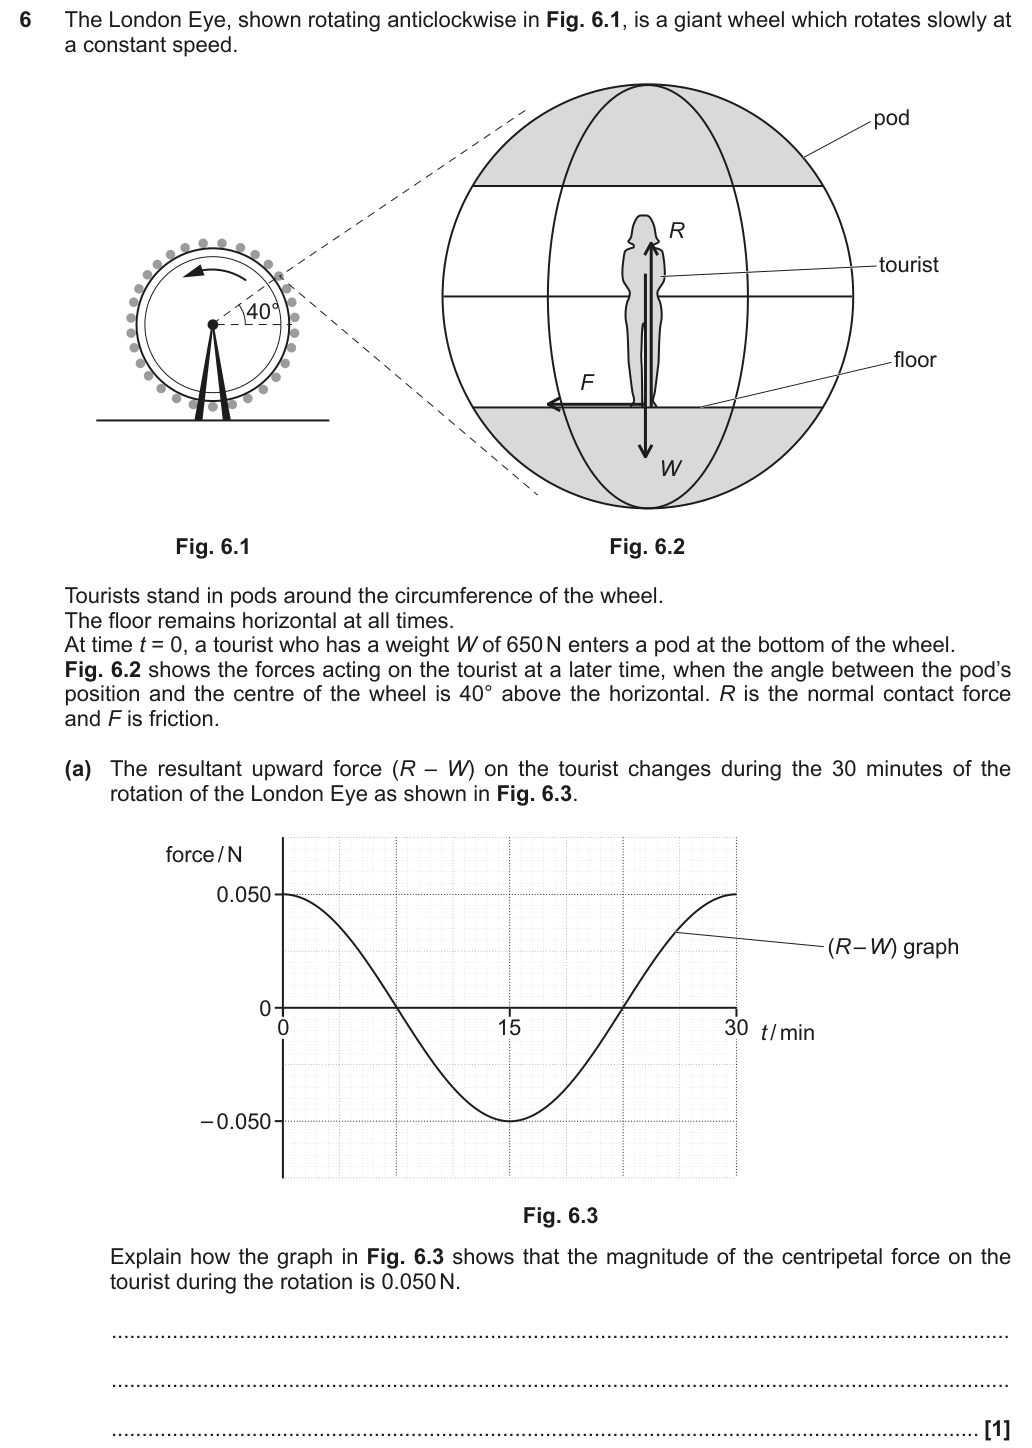 6 The London Eye, shown rotating anticlockwise in Fig. 6.1, is a giant wheel which rotates slowly at
a constant speed.
pod
R
tourist
40°
floor
F
W
Fig. 6.1
Fig. 6.2
Tourists stand in pods around the circumference of the wheel.
The floor remains horizontal at all times.
At time t = 0, a tourist who has a weight W of 650 N enters a pod at the bottom of the wheel.
Fig. 6.2 shows the forces acting on the tourist at a later time, when the angle between the pod's
position and the centre of the wheel is 40° above the horizontal. R is the normal contact force
and F is friction.
(a) The resultant upward force (R – W) on the tourist changes during the 30 minutes of the
rotation of the London Eye as shown in Fig. 6.3.
force / N
0.050
(R – W) graph
0
0 15 30 t / min
–0.050
Fig. 6.3
Explain how the graph in Fig. 6.3 shows that the magnitude of the centripetal force on the
tourist during the rotation is 0.050 N.
[1]